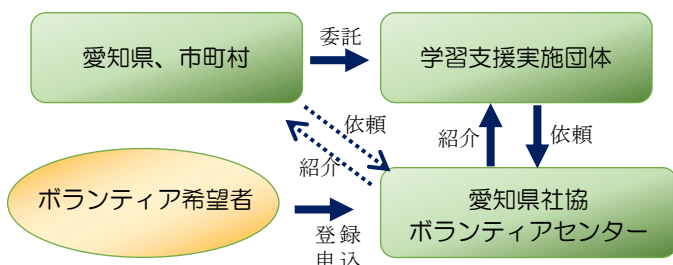 愛知県、市町村
委託
学習支援実施団体
依頼
紹介
紹介
依頼
ボランティア希望者
登録
申込
愛知県社協
ボランティアセンター